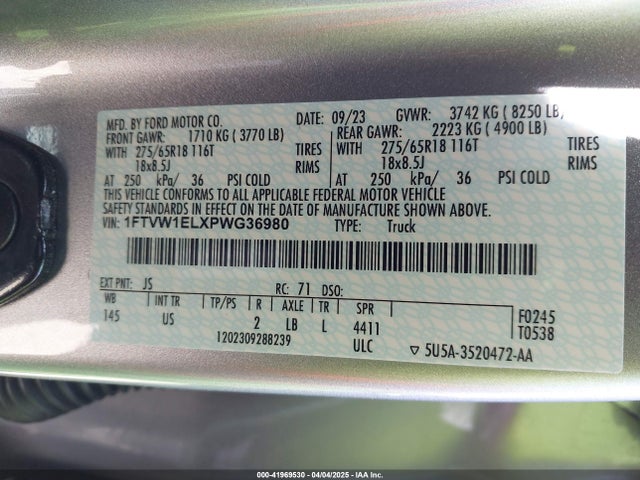 MFD. BY FORD MOTOR CO. DATE: 09/23 GVWR: 3742 KG ( 8250 LB)
FRONT GAWR: 1710 KG ( 3770 LB) REAR GAWR: 2223 KG ( 4900 LB)
WITH 275/65R18 116T TIRES WITH 275/65R18 116T TIRES
18x8.5J RIMS 18x8.5J RIMS
AT 250 kPa/ 36 PSI COLD AT 250 kPa/ 36 PSI COLD
THIS VEHICLE CONFORMS TO ALL APPLICABLE FEDERAL MOTOR VEHICLE
SAFETY STANDARDS IN EFFECT ON THE DATE OF MANUFACTURE SHOWN ABOVE.
VIN: 1FTVW1ELXPWG36980 TYPE: Truck
EXT PNT: JS RC: 71 DSO:
WB INT TR TP/PS R AXLE TR SPR F0245
145 US 2 LB L 4411 T0538
1202309288239 ULC ▽ 5U5A-3520472-AA
000-41969530 - 04/04/2025 - IAA Inc.